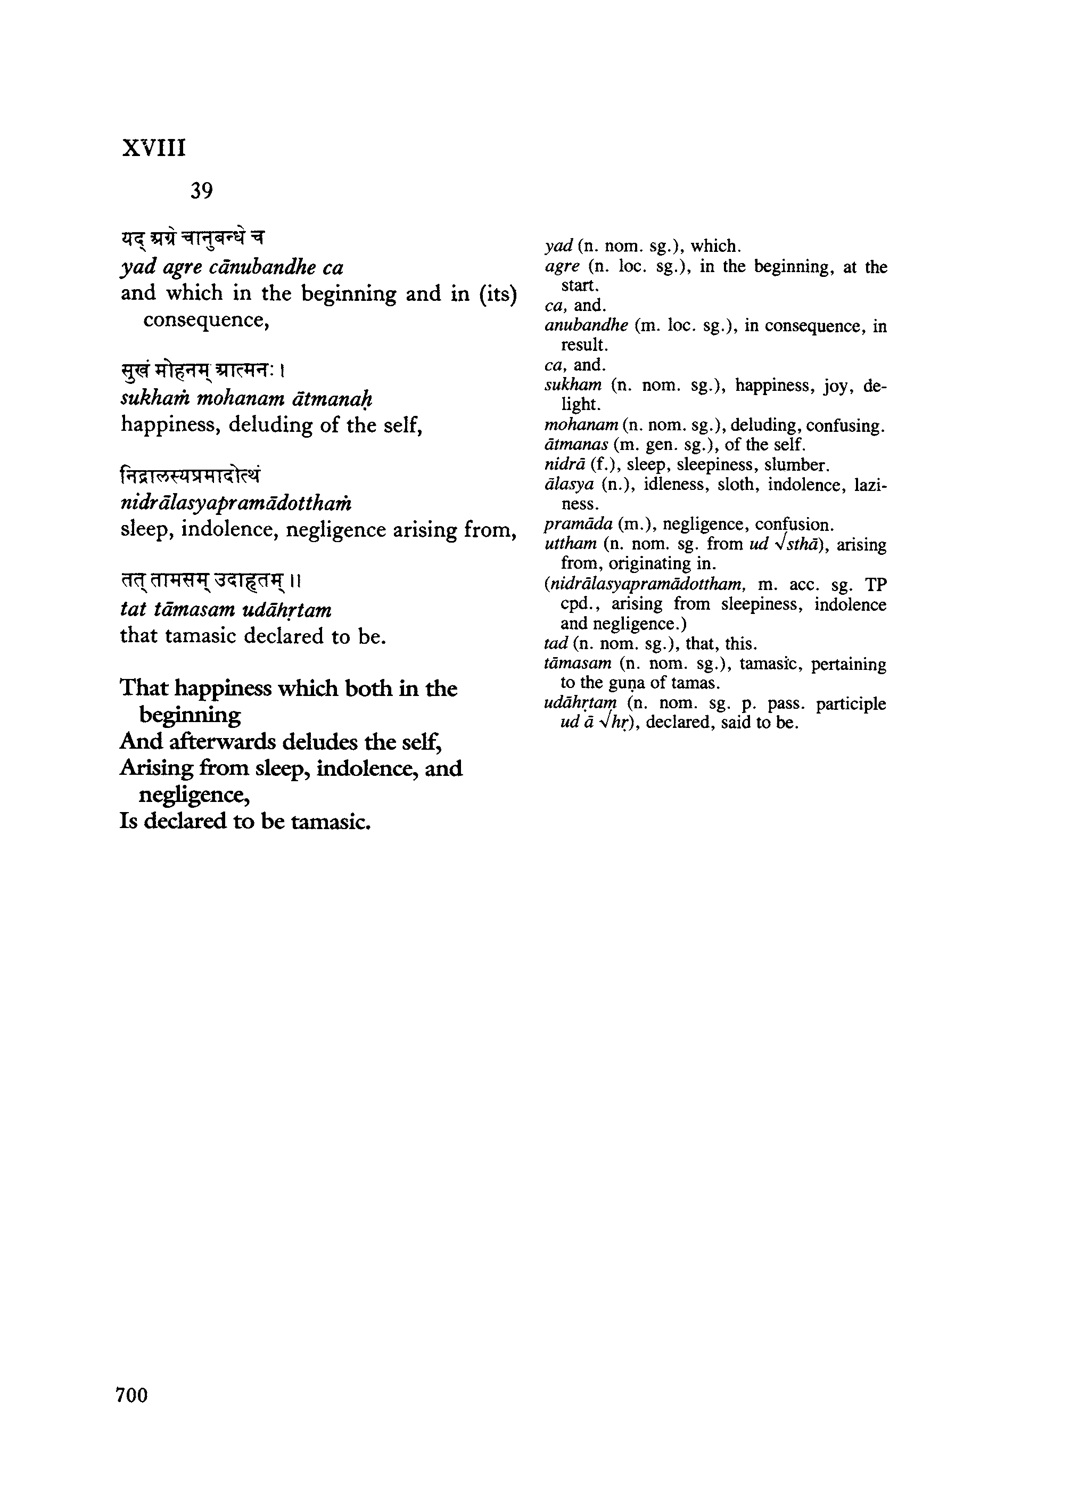 XVIII
39
यद् अग्रे चानुबन्धे च
yad agre cānubandhe ca
and which in the beginning and in (its)
consequence,
सुखं मोहनम् आत्मनः।
sukhaṁ mohanam ātmanaḥ
happiness, deluding of the self,
निद्रालस्यप्रमादोत्थं
nidrālasyapramādotthaṁ
sleep, indolence, negligence arising from,
तत् तामसम् उदाहृतम्॥
tat tāmasam udāhṛtam
that tamasic declared to be.
That happiness which both in the
beginning
And afterwards deludes the self,
Arising from sleep, indolence, and
negligence,
Is declared to be tamasic.
yad (n. nom. sg.), which.
agre (n. loc. sg.), in the beginning, at the
start.
ca, and.
anubandhe (m. loc. sg.), in consequence, in
result.
ca, and.
sukham (n. nom. sg.), happiness, joy, de-
light.
mohanam (n. nom. sg.), deluding, confusing.
ātmanas (m. gen. sg.), of the self.
nidrā (f.), sleep, sleepiness, slumber.
ālasya (n.), idleness, sloth, indolence, lazi-
ness.
pramāda (m.), negligence, confusion.
uttham (n. nom. sg. from ud √sthā), arising
from, originating in.
(nidrālasyapramādottham, m. acc. sg. TP
cpd., arising from sleepiness, indolence
and negligence.)
tad (n. nom. sg.), that, this.
tāmasam (n. nom. sg.), tamasic, pertaining
to the guṇa of tamas.
udāhṛtam (n. nom. sg. p. pass. participle
ud ā √hṛ), declared, said to be.
700